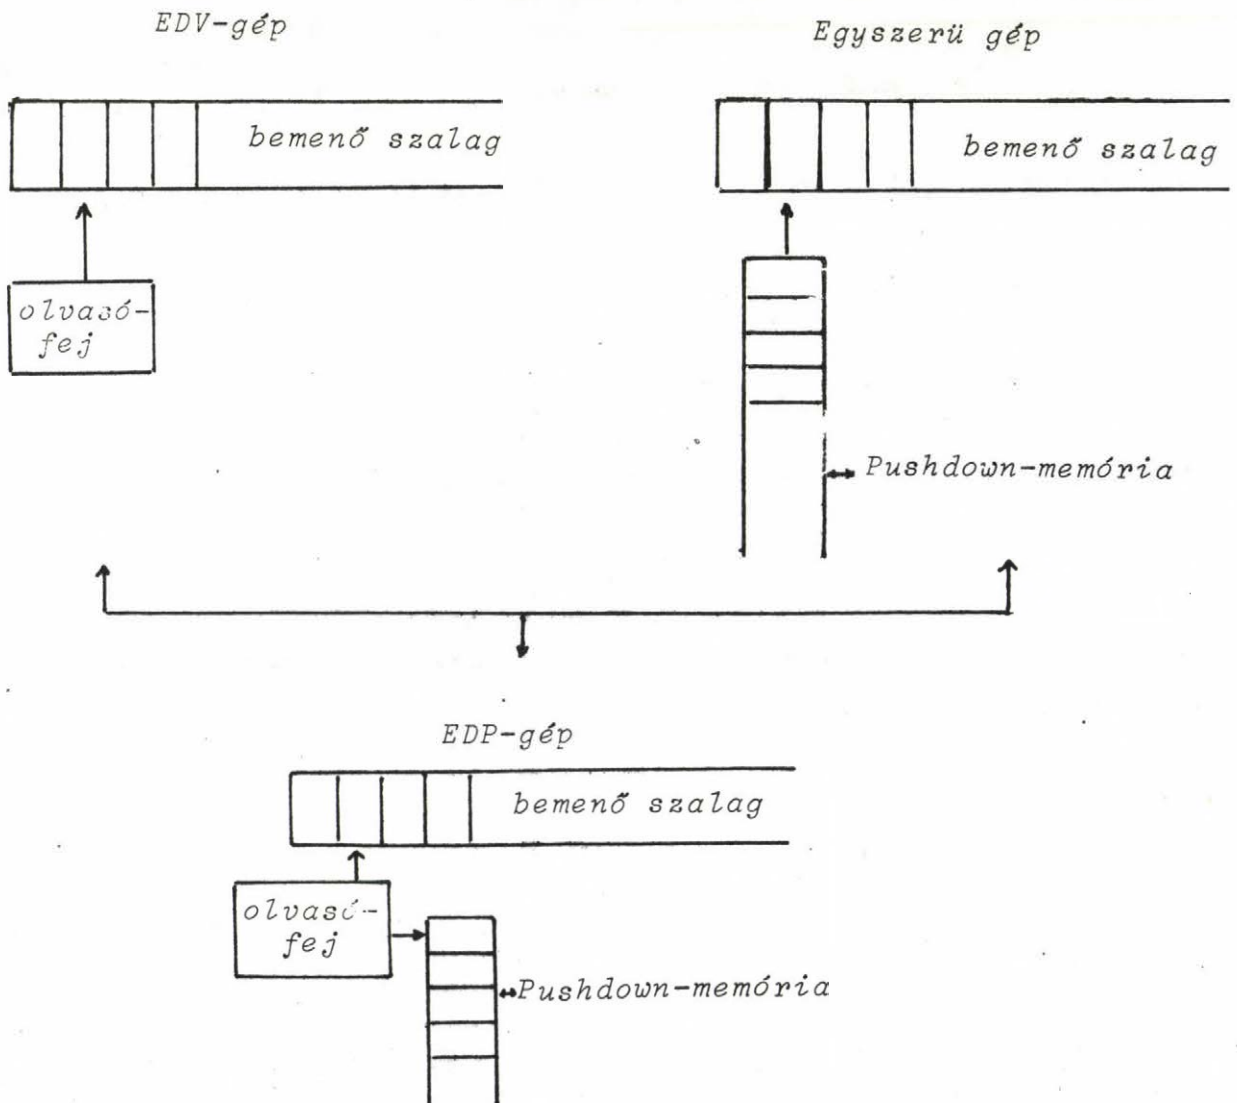 EDV-gép
Egyszerü gép
bemenő szalag
bemenő szalag
olvasó-
fej
Pushdown-memória
EDP-gép
bemenő szalag
olvasó-
fej
Pushdown-memória